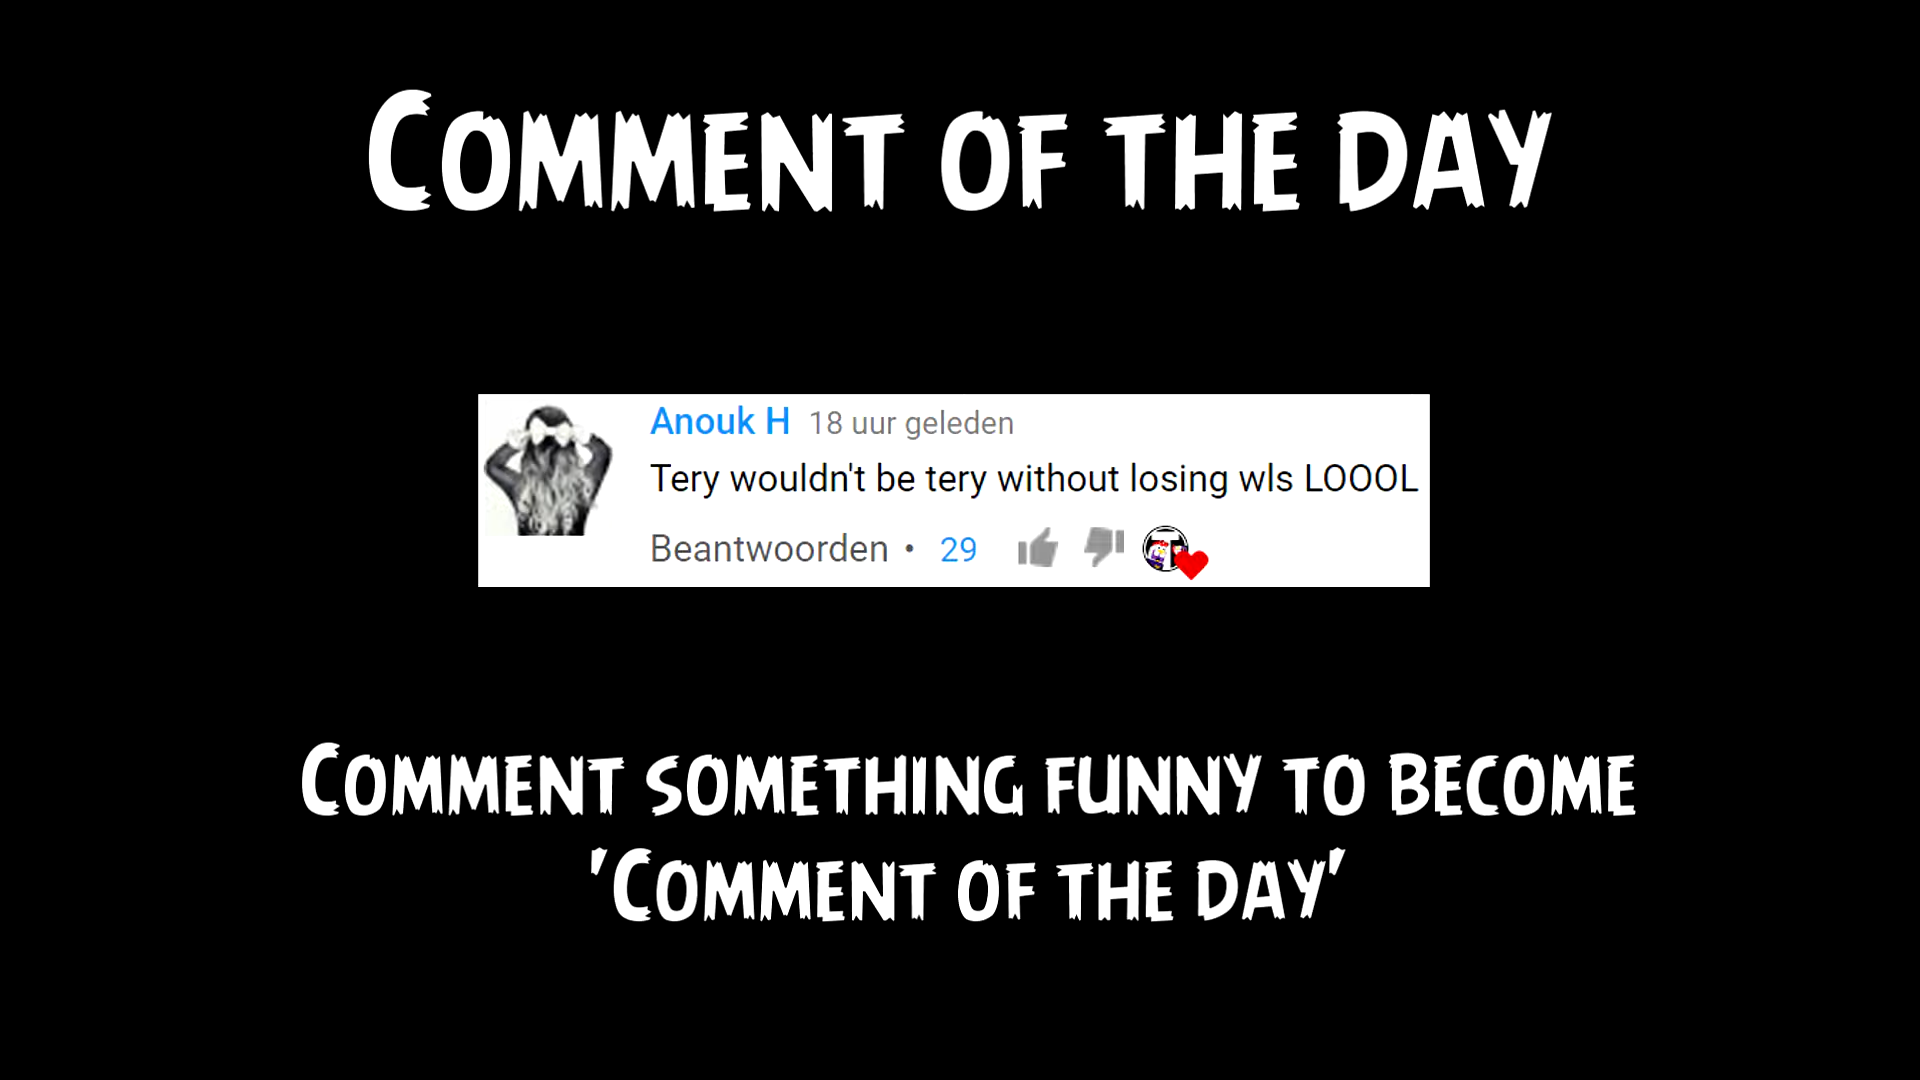 Comment of the day
Anouk H 18 uur geleden
Tery wouldn't be tery without losing wls LOOOL
Beantwoorden • 29
Comment something funny to become
'Comment of the day'